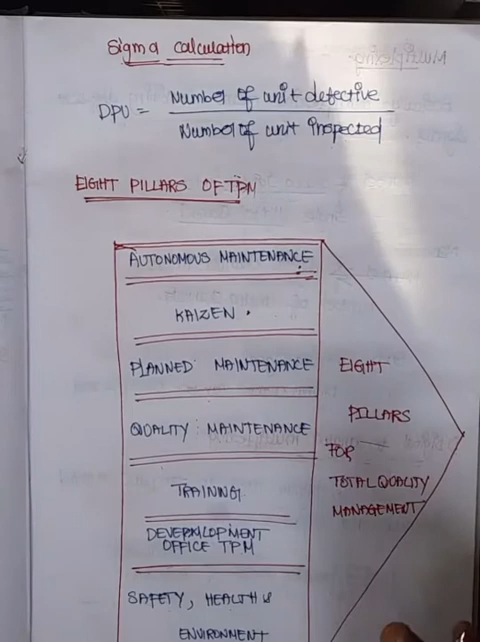 Sigma calculation
DPU = Number of unit defective
Number of unit inspected
EIGHT PILLARS OF TPM
AUTONOMOUS MAINTENANCE
KAIZEN.
PLANNED MAINTENANCE
EIGHT
PILLARS
QUALITY MAINTENANCE
FOR
TOTAL QUALITY
TRAINING
MANAGEMENT
OFFICE TPM
SAFETY, HEALTH &
ENVIRONMENT